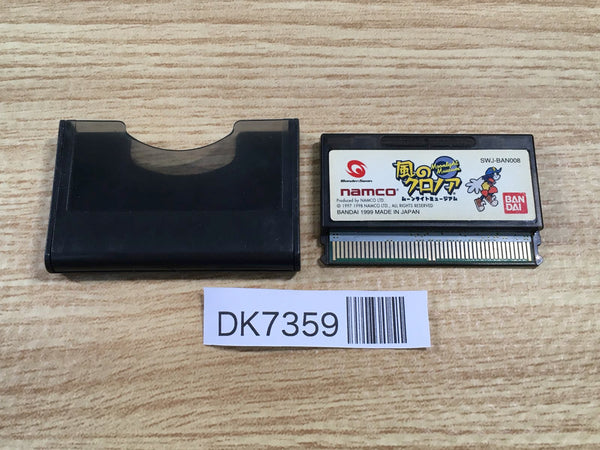 SWJ-BAN008
WonderSwan
風のクロノア
Moonlight Museum
ムーンライトミュージアム
namco
Produced by NAMCO LTD.
© 1997 1998 NAMCO LTD., ALL RIGHTS RESERVED
BANDAI 1999 MADE IN JAPAN
BAN
DAI
DK7359